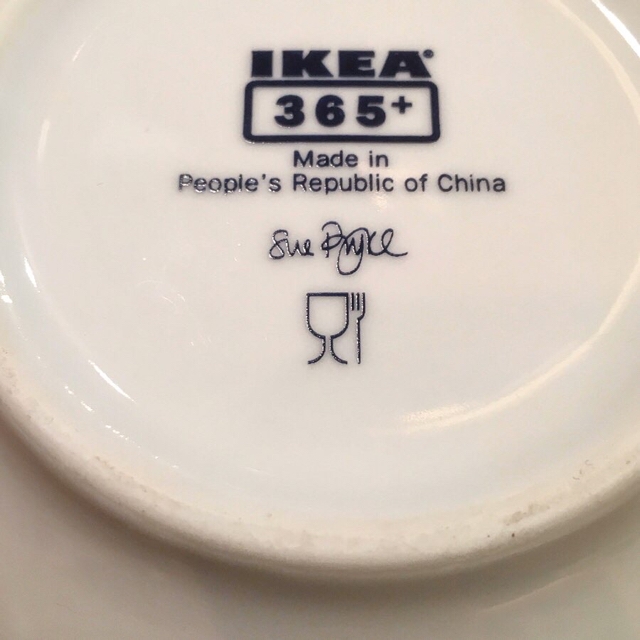 IKEA®
365+
Made in
People's Republic of China
Sue Pryke